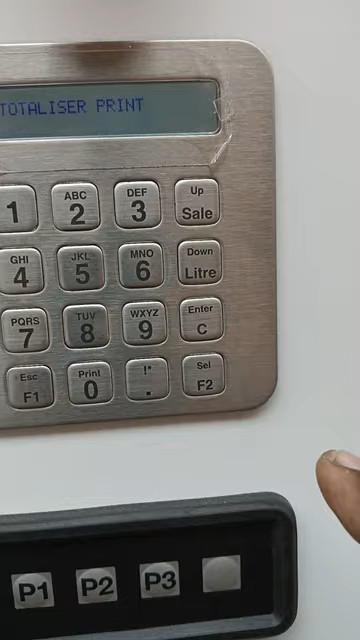 TOTALISER PRINT
1 ABC 2 DEF 3 Up Sale
GHI 4 JKL 5 MNO 6 Down Litre
PQRS 7 TUV 8 WXYZ 9 Enter C
Esc F1 Print 0 !* . Sel F2
P1 P2 P3